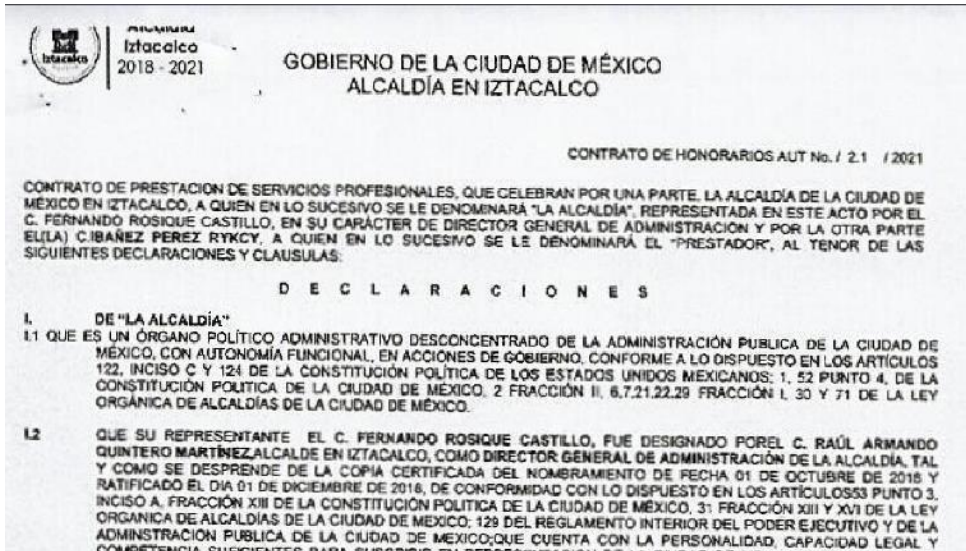 Alcaldía
Iztacalco
2018 - 2021
Iztacalco
GOBIERNO DE LA CIUDAD DE MÉXICO
ALCALDÍA EN IZTACALCO
CONTRATO DE HONORARIOS AUT No. / 2.1 / 2021
CONTRATO DE PRESTACION DE SERVICIOS PROFESIONALES, QUE CELEBRAN POR UNA PARTE, LA ALCALDÍA DE LA CIUDAD DE
MÉXICO EN IZTACALCO, A QUIEN EN LO SUCESIVO SE LE DENOMINARÁ "LA ALCALDÍA", REPRESENTADA EN ESTE ACTO POR EL
C. FERNANDO ROSIQUE CASTILLO, EN SU CARÁCTER DE DIRECTOR GENERAL DE ADMINISTRACIÓN Y POR LA OTRA PARTE
EL(LA) C.IBAÑEZ PEREZ RYKCY, A QUIEN EN LO SUCESIVO SE LE DENOMINARÁ EL "PRESTADOR", AL TENOR DE LAS
SIGUIENTES DECLARACIONES Y CLAUSULAS:
D E C L A R A C I O N E S
I. DE "LA ALCALDÍA"
I.1 QUE ES UN ÓRGANO POLÍTICO ADMINISTRATIVO DESCONCENTRADO DE LA ADMINISTRACIÓN PUBLICA DE LA CIUDAD DE
MÉXICO, CON AUTONOMÍA FUNCIONAL, EN ACCIONES DE GOBIERNO, CONFORME A LO DISPUESTO EN LOS ARTÍCULOS
122, INCISO C Y 124 DE LA CONSTITUCIÓN POLÍTICA DE LOS ESTADOS UNIDOS MEXICANOS; 1, 52 PUNTO 4, DE LA
CONSTITUCIÓN POLITICA DE LA CIUDAD DE MÉXICO, 2 FRACCIÓN II, 6,7,21,22,29 FRACCIÓN I, 30 Y 71 DE LA LEY
ORGÁNICA DE ALCALDÍAS DE LA CIUDAD DE MÉXICO.
I.2 QUE SU REPRESENTANTE EL C. FERNANDO ROSIQUE CASTILLO, FUE DESIGNADO POREL C. RAÚL ARMANDO
QUINTERO MARTÍNEZ,ALCALDE EN IZTACALCO, COMO DIRECTOR GENERAL DE ADMINISTRACIÓN DE LA ALCALDÍA, TAL
Y COMO SE DESPRENDE DE LA COPIA CERTIFICADA DEL NOMBRAMIENTO DE FECHA 01 DE OCTUBRE DE 2018 Y
RATIFICADO EL DIA 01 DE DICIEMBRE DE 2018, DE CONFORMIDAD CON LO DISPUESTO EN LOS ARTÍCULOS53 PUNTO 3,
INCISO A, FRACCIÓN XIII DE LA CONSTITUCIÓN POLITICA DE LA CIUDAD DE MÉXICO, 31 FRACCIÓN XIII Y XVI DE LA LEY
ORGANICA DE ALCALDÍAS DE LA CIUDAD DE MÉXICO; 129 DEL REGLAMENTO INTERIOR DEL PODER EJECUTIVO Y DE LA
ADMINSTRACIÓN PUBLICA DE LA CIUDAD DE MEXICO;QUE CUENTA CON LA PERSONALIDAD, CAPACIDAD LEGAL Y